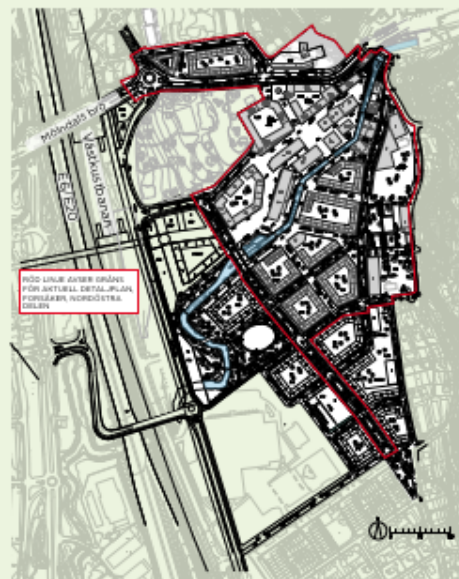 Mölndals bro
Västkustbanan
E6/E20
RÖD LINJE AVSER GRÄNS
FÖR AKTUELL DETALJPLAN,
FORSÅKER, NORDÖSTRA
DELEN